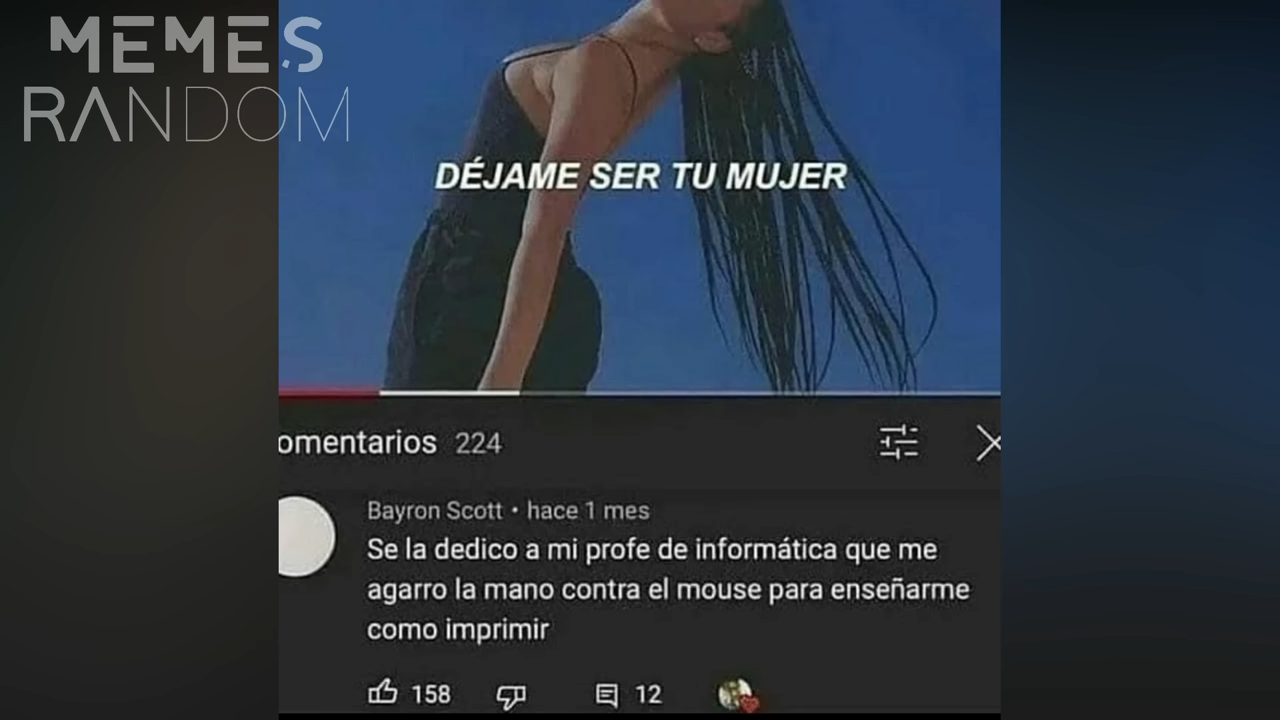 MEMES
RANDOM
DÉJAME SER TU MUJER
omentarios 224
Bayron Scott • hace 1 mes
Se la dedico a mi profe de informática que me
agarro la mano contra el mouse para enseñarme
como imprimir
158 12